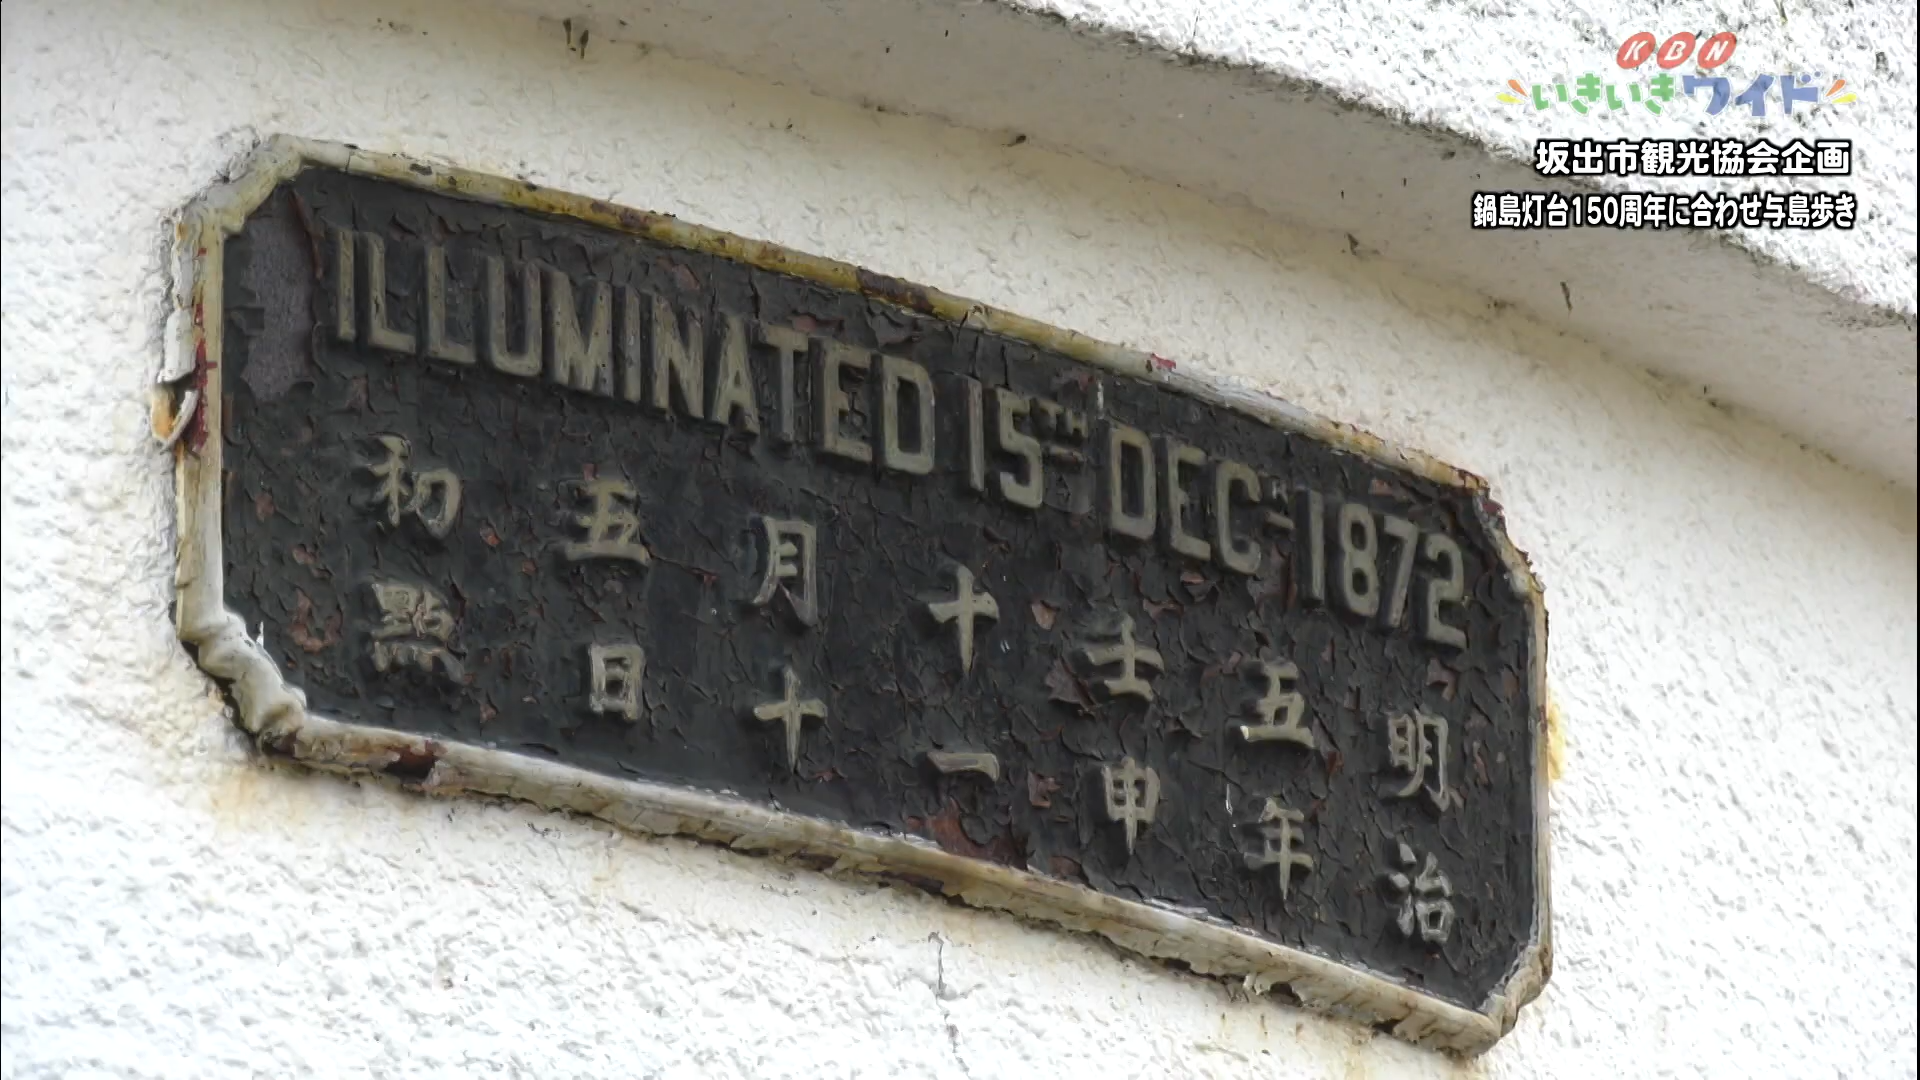 KBN
いきいきワイド
坂出市観光協会企画
鍋島灯台150周年に合わせ与島歩き
ILLUMINATED 15TH DECR 1872
明治
五年
壬申
十一
月十
五日
初點